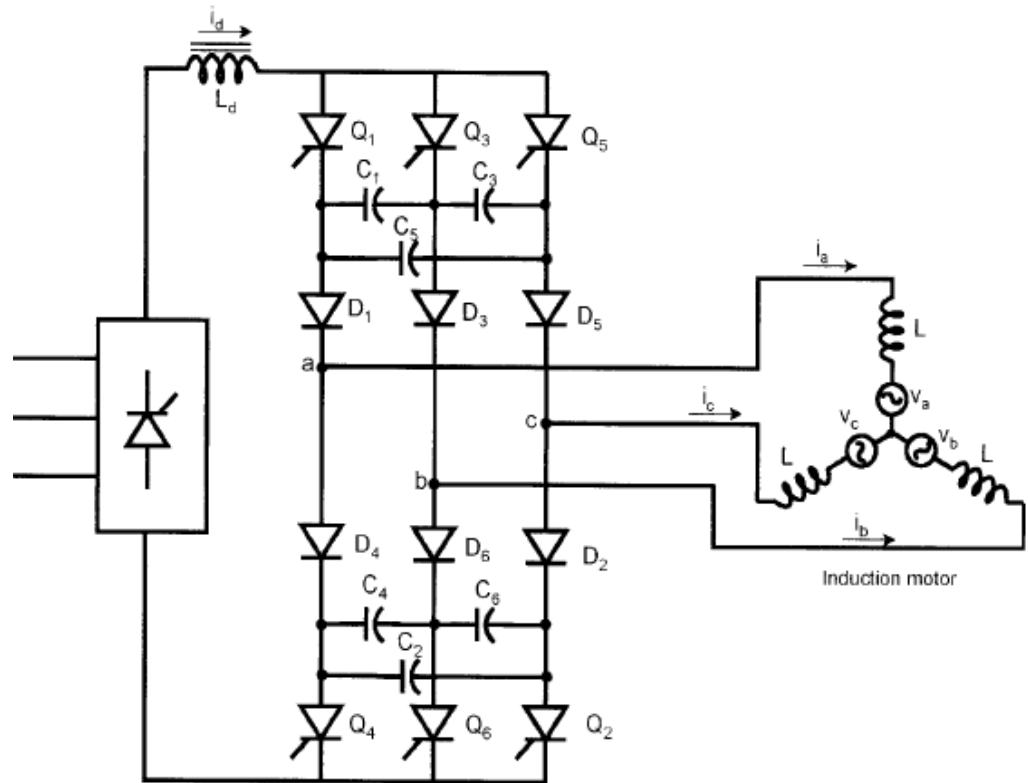 i_d
L_d
Q_1 Q_3 Q_5
C_1 C_3
C_5
D_1 D_3 D_5
i_a
L
a
v_a
i_c
c
v_c
v_b
L
L
b
i_b
D_4 D_6 D_2
Induction motor
C_4 C_6
C_2
Q_4 Q_6 Q_2